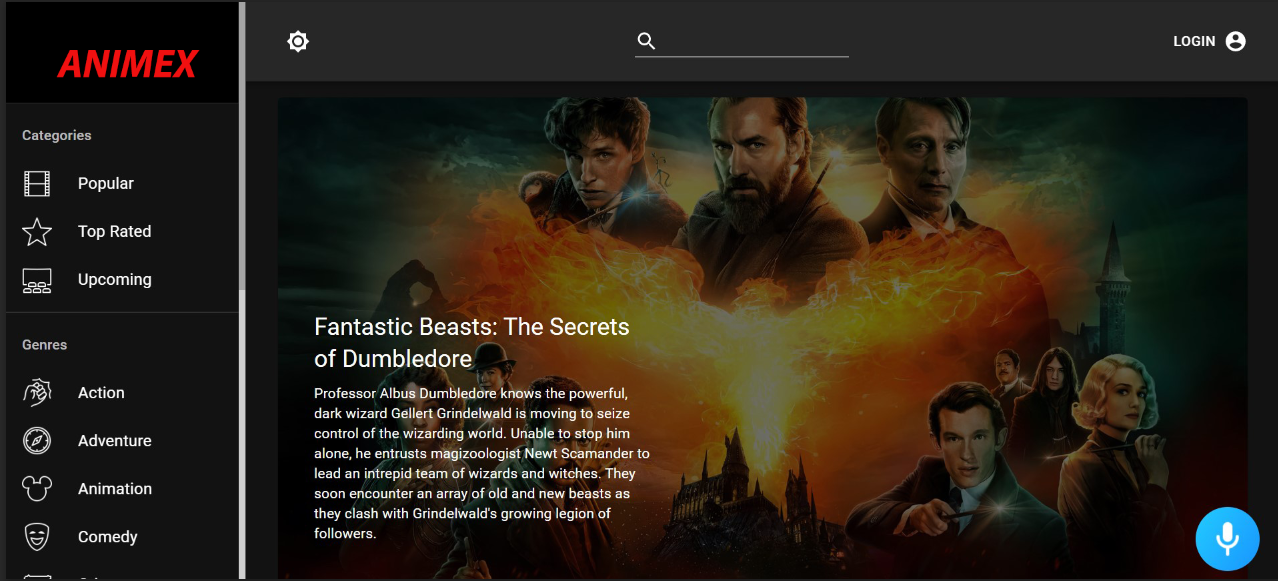 ANIMEX
LOGIN
Categories
Popular
Top Rated
Upcoming
Genres
Action
Adventure
Animation
Comedy
Fantastic Beasts: The Secrets
of Dumbledore
Professor Albus Dumbledore knows the powerful,
dark wizard Gellert Grindelwald is moving to seize
control of the wizarding world. Unable to stop him
alone, he entrusts magizoologist Newt Scamander to
lead an intrepid team of wizards and witches. They
soon encounter an array of old and new beasts as
they clash with Grindelwald's growing legion of
followers.